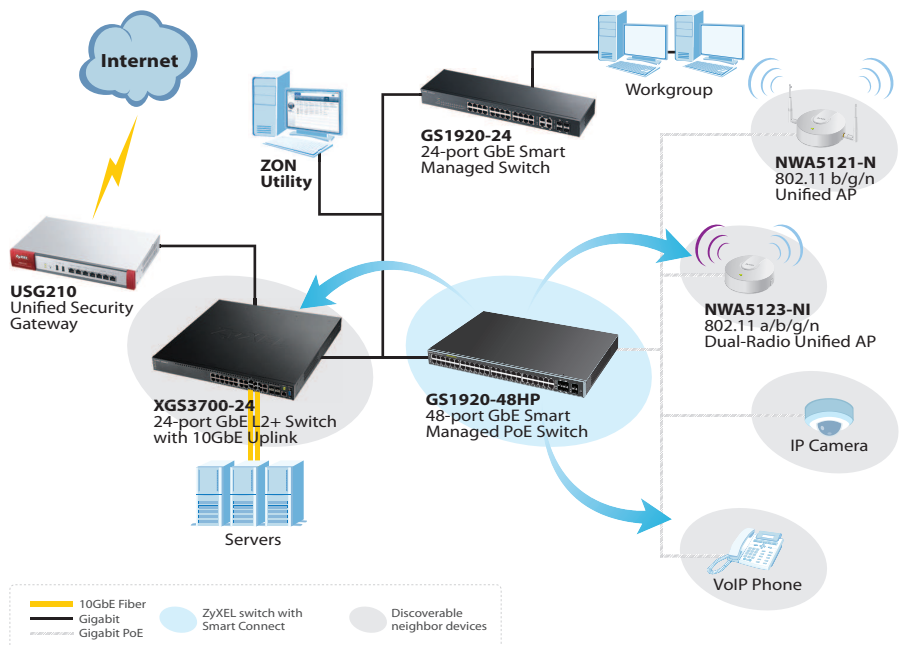 Internet
Workgroup
GS1920-24
24-port GbE Smart
Managed Switch
ZON
Utility
NWA5121-N
802.11 b/g/n
Unified AP
USG210
Unified Security
Gateway
NWA5123-NI
802.11 a/b/g/n
Dual-Radio Unified AP
XGS3700-24
24-port GbE L2+ Switch
with 10GbE Uplink
GS1920-48HP
48-port GbE Smart
Managed PoE Switch
IP Camera
Servers
VoIP Phone
10GbE Fiber
Gigabit
Gigabit PoE
ZyXEL switch with
Smart Connect
Discoverable
neighbor devices